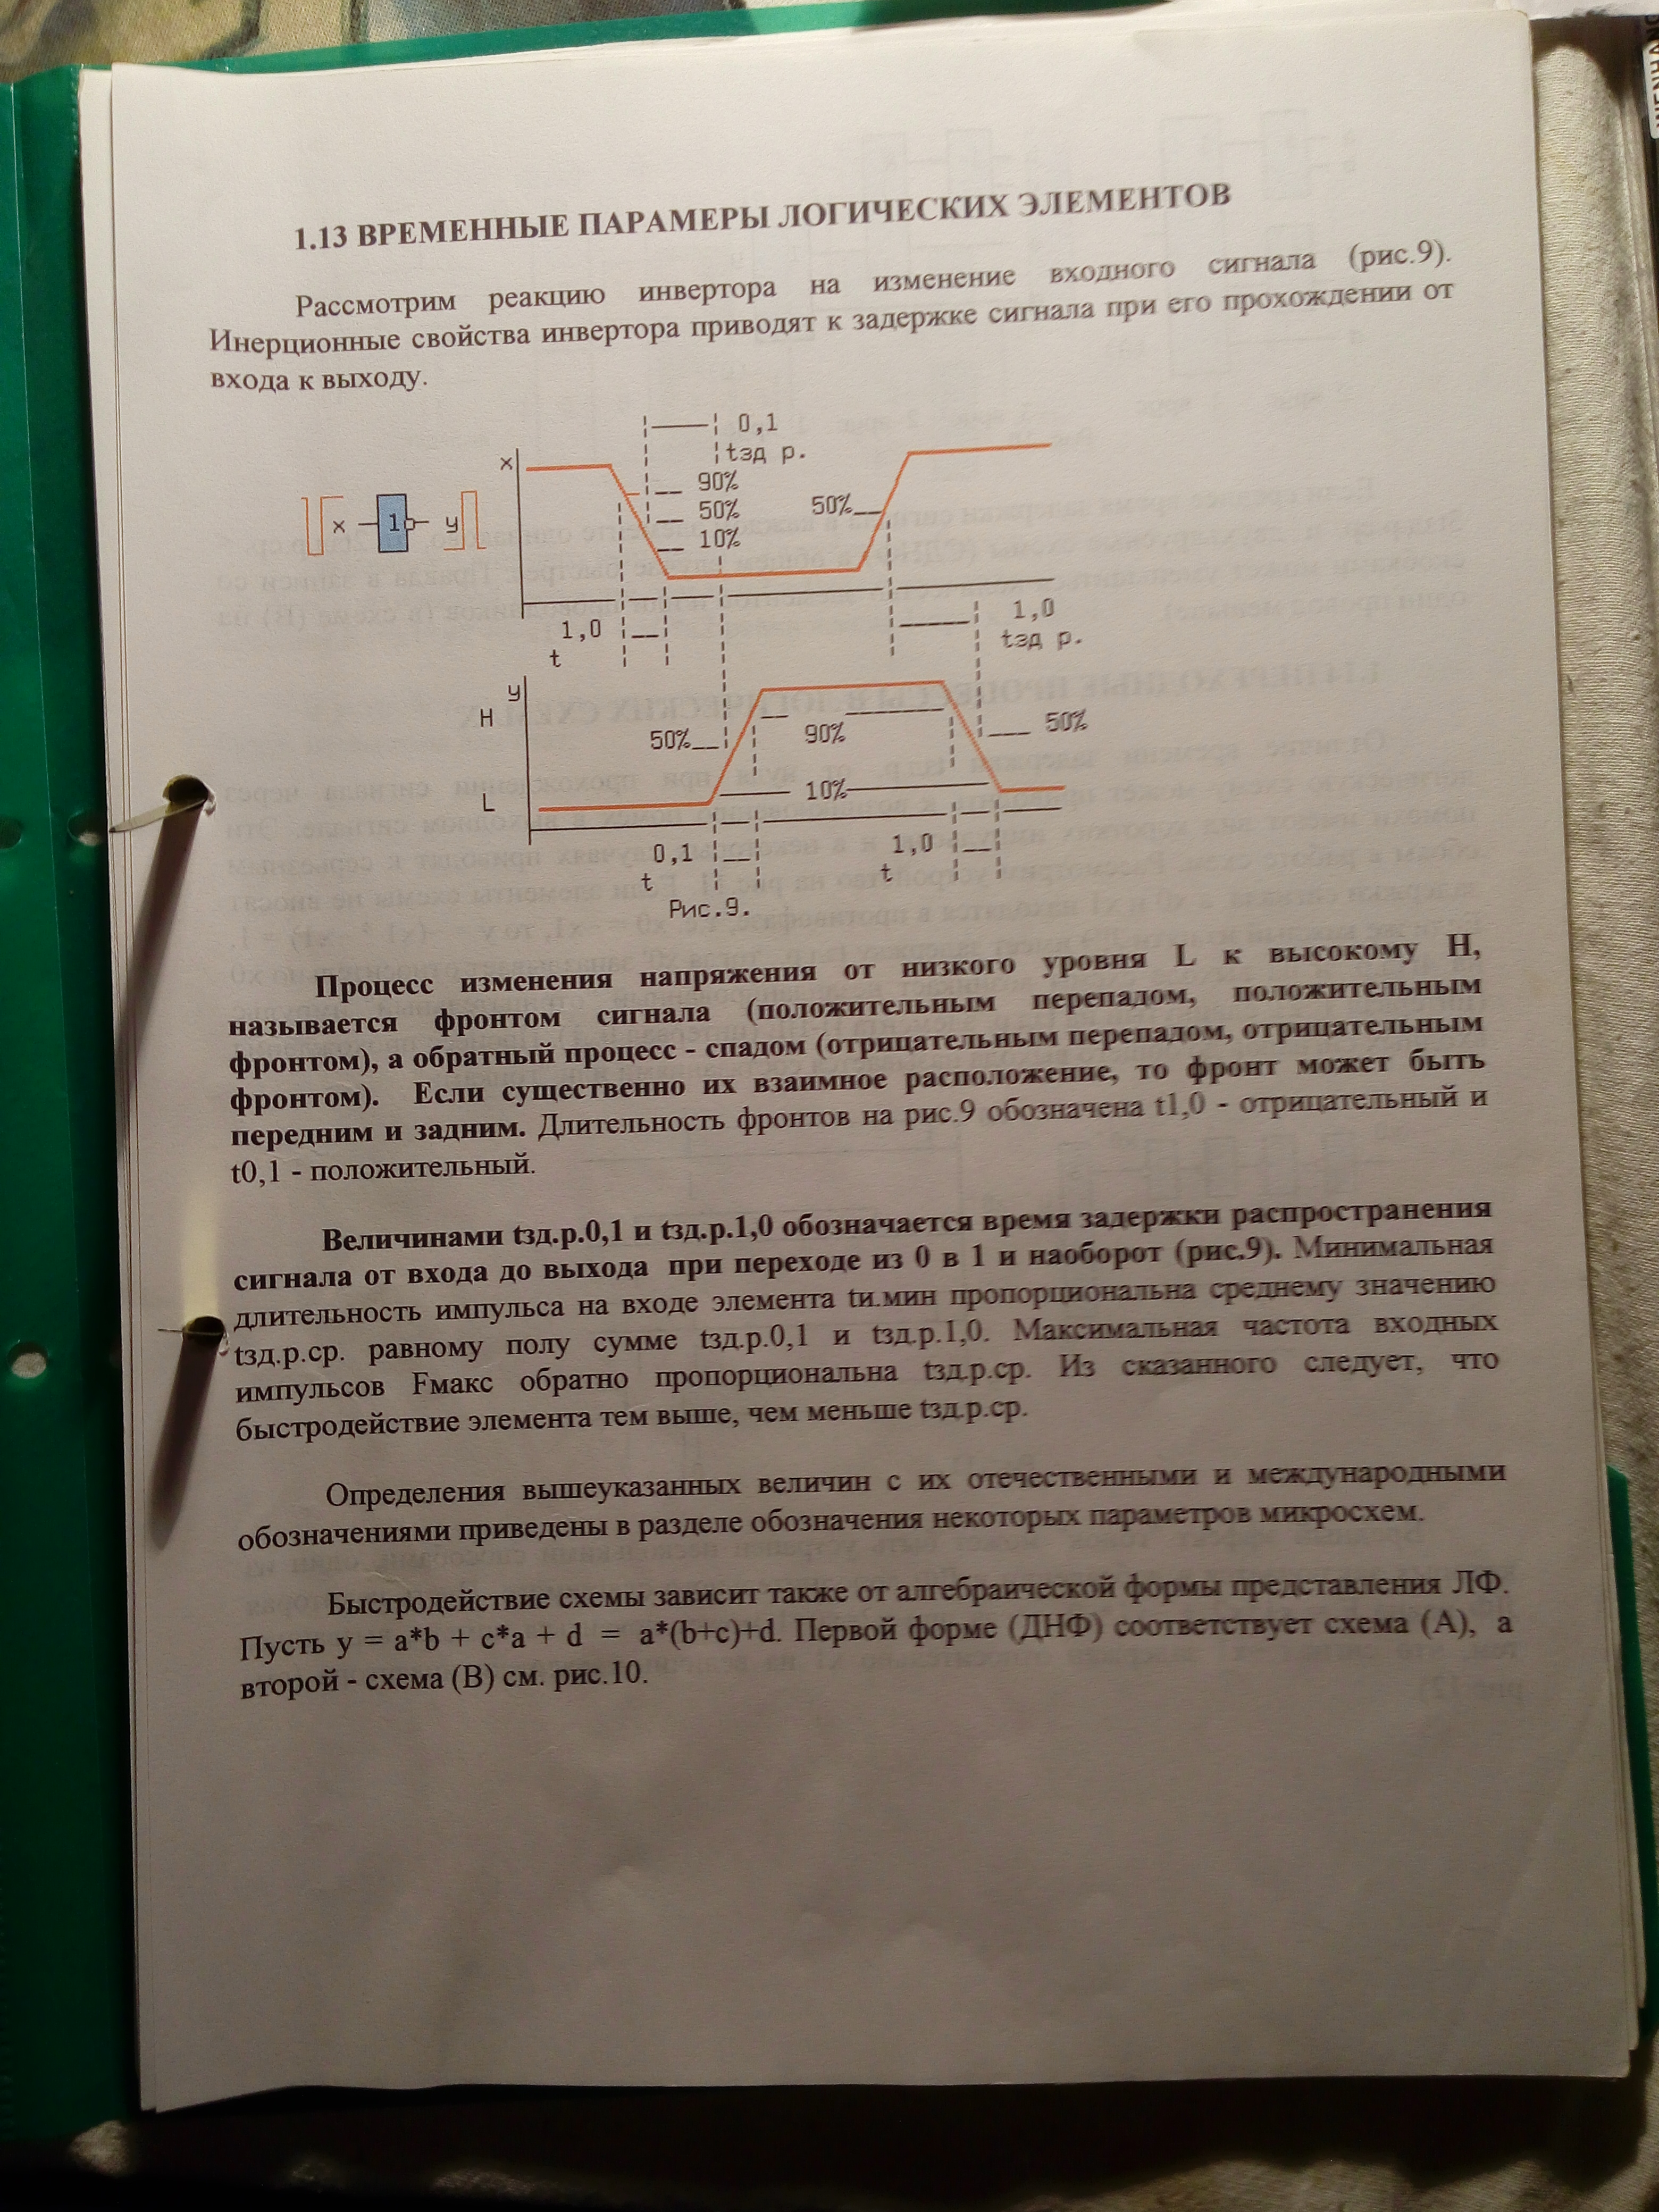 1.13 ВРЕМЕННЫЕ ПАРАМЕРЫ ЛОГИЧЕСКИХ ЭЛЕМЕНТОВ
Рассмотрим реакцию инвертора на изменение входного сигнала (рис.9).
Инерционные свойства инвертора приводят к задержке сигнала при его прохождении от
входа к выходу.
0,1
tзд р.
x
90%
50%
50%
x 1 y
10%
1,0
1,0
t
tзд р.
y
H
50%
90%
50%
L
10%
0,1
1,0
t
t
Рис.9.
Процесс изменения напряжения от низкого уровня L к высокому H,
называется фронтом сигнала (положительным перепадом, положительным
фронтом), а обратный процесс - спадом (отрицательным перепадом, отрицательным
фронтом). Если существенно их взаимное расположение, то фронт может быть
передним и задним. Длительность фронтов на рис.9 обозначена t1,0 - отрицательный и
t0,1 - положительный.
Величинами tзд.р.0,1 и tзд.р.1,0 обозначается время задержки распространения
сигнала от входа до выхода при переходе из 0 в 1 и наоборот (рис.9). Минимальная
длительность импульса на входе элемента tи.мин пропорциональна среднему значению
tзд.р.ср. равному полу сумме tзд.р.0,1 и tзд.р.1,0. Максимальная частота входных
импульсов Fмакс обратно пропорциональна tзд.р.ср. Из сказанного следует, что
быстродействие элемента тем выше, чем меньше tзд.р.ср.
Определения вышеуказанных величин с их отечественными и международными
обозначениями приведены в разделе обозначения некоторых параметров микросхем.
Быстродействие схемы зависит также от алгебраической формы представления ЛФ.
Пусть y = a*b + c*a + d = a*(b+c)+d. Первой форме (ДНФ) соответствует схема (А), а
второй - схема (В) см. рис.10.